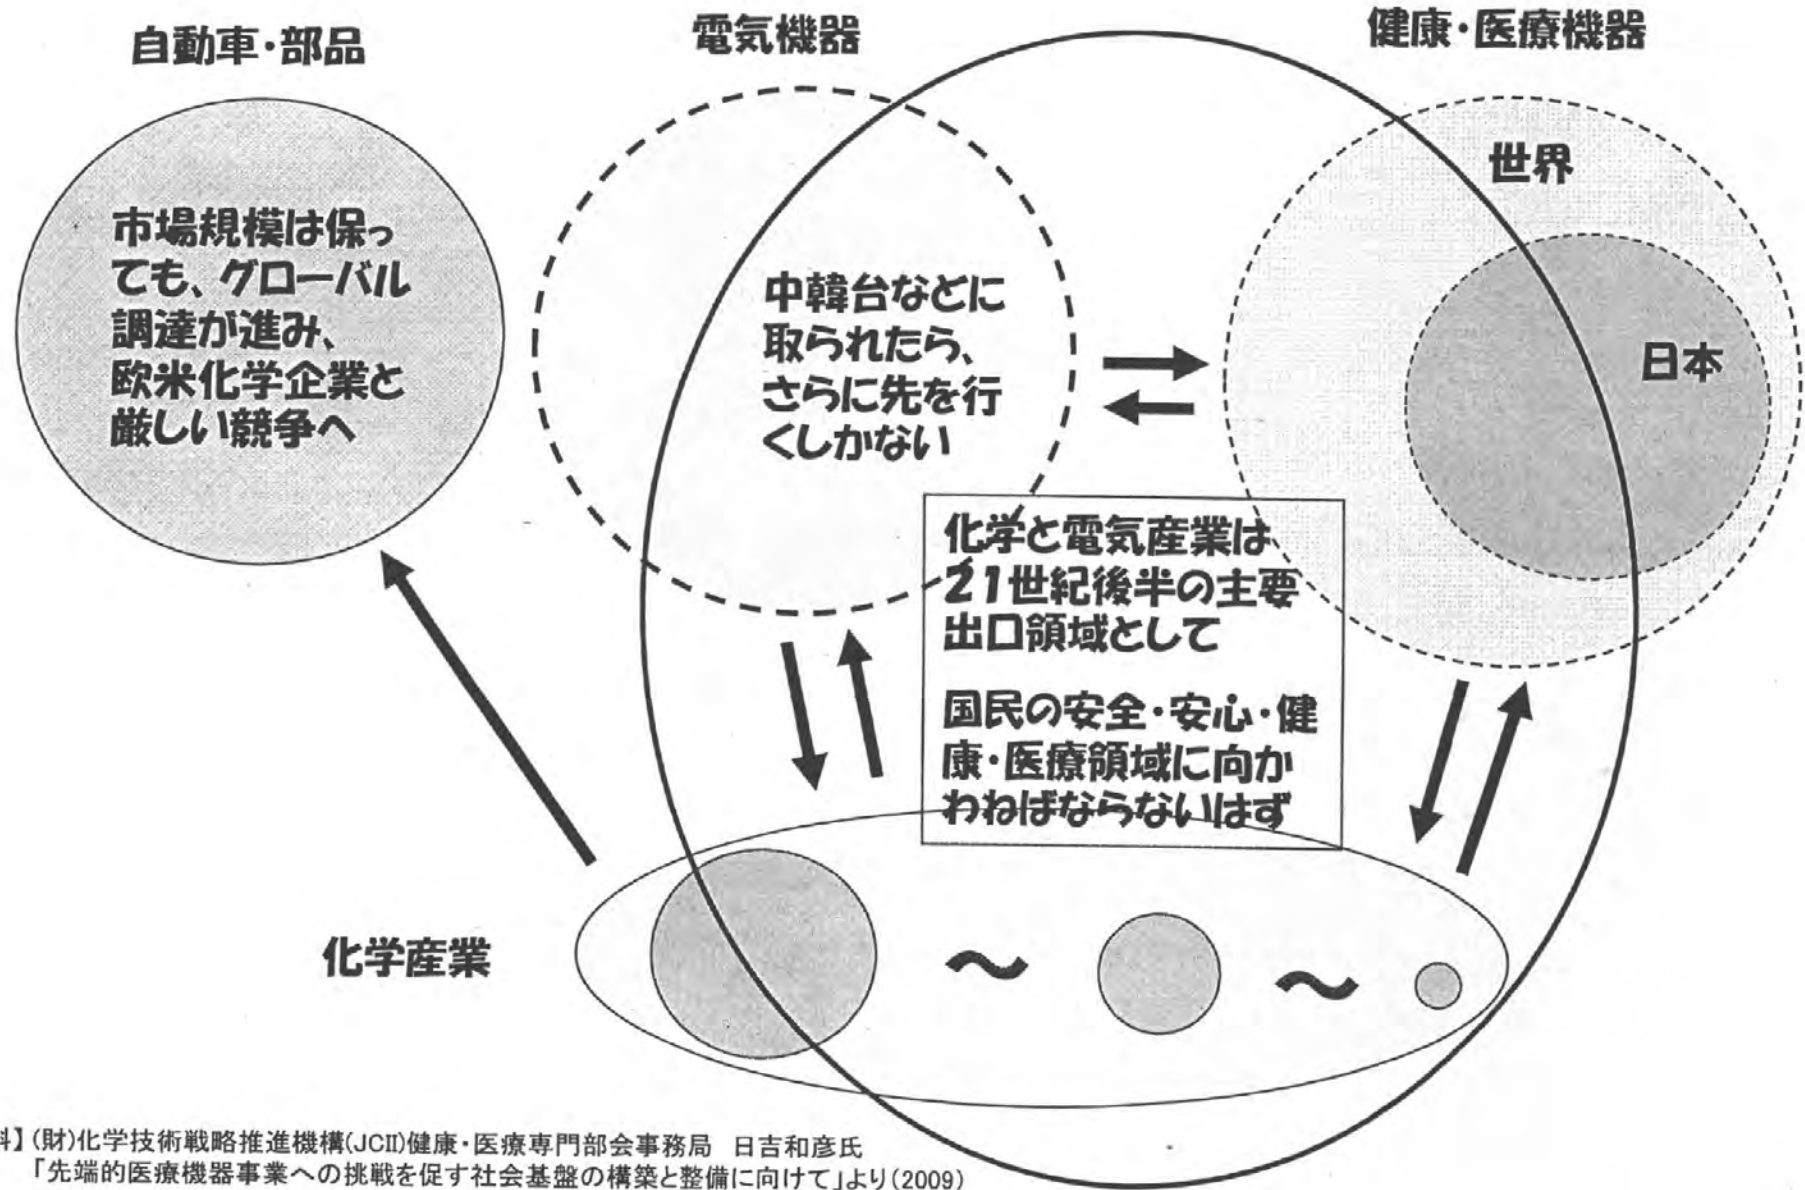 自動車・部品
電気機器
健康・医療機器
市場規模は保っ
ても、グローバル
調達が進み、
欧米化学企業と
厳しい競争へ
中韓台などに
取られたら、
さらに先を行
くしかない
世界
日本
化学と電気産業は
21世紀後半の主要
出口領域として
国民の安全・安心・健
康・医療領域に向か
わねばならないはず
化学産業
～
～
料】(財)化学技術戦略推進機構(JCII)健康・医療専門部会事務局 日吉和彦氏
「先端的医療機器事業への挑戦を促す社会基盤の構築と整備に向けて」より(2009)